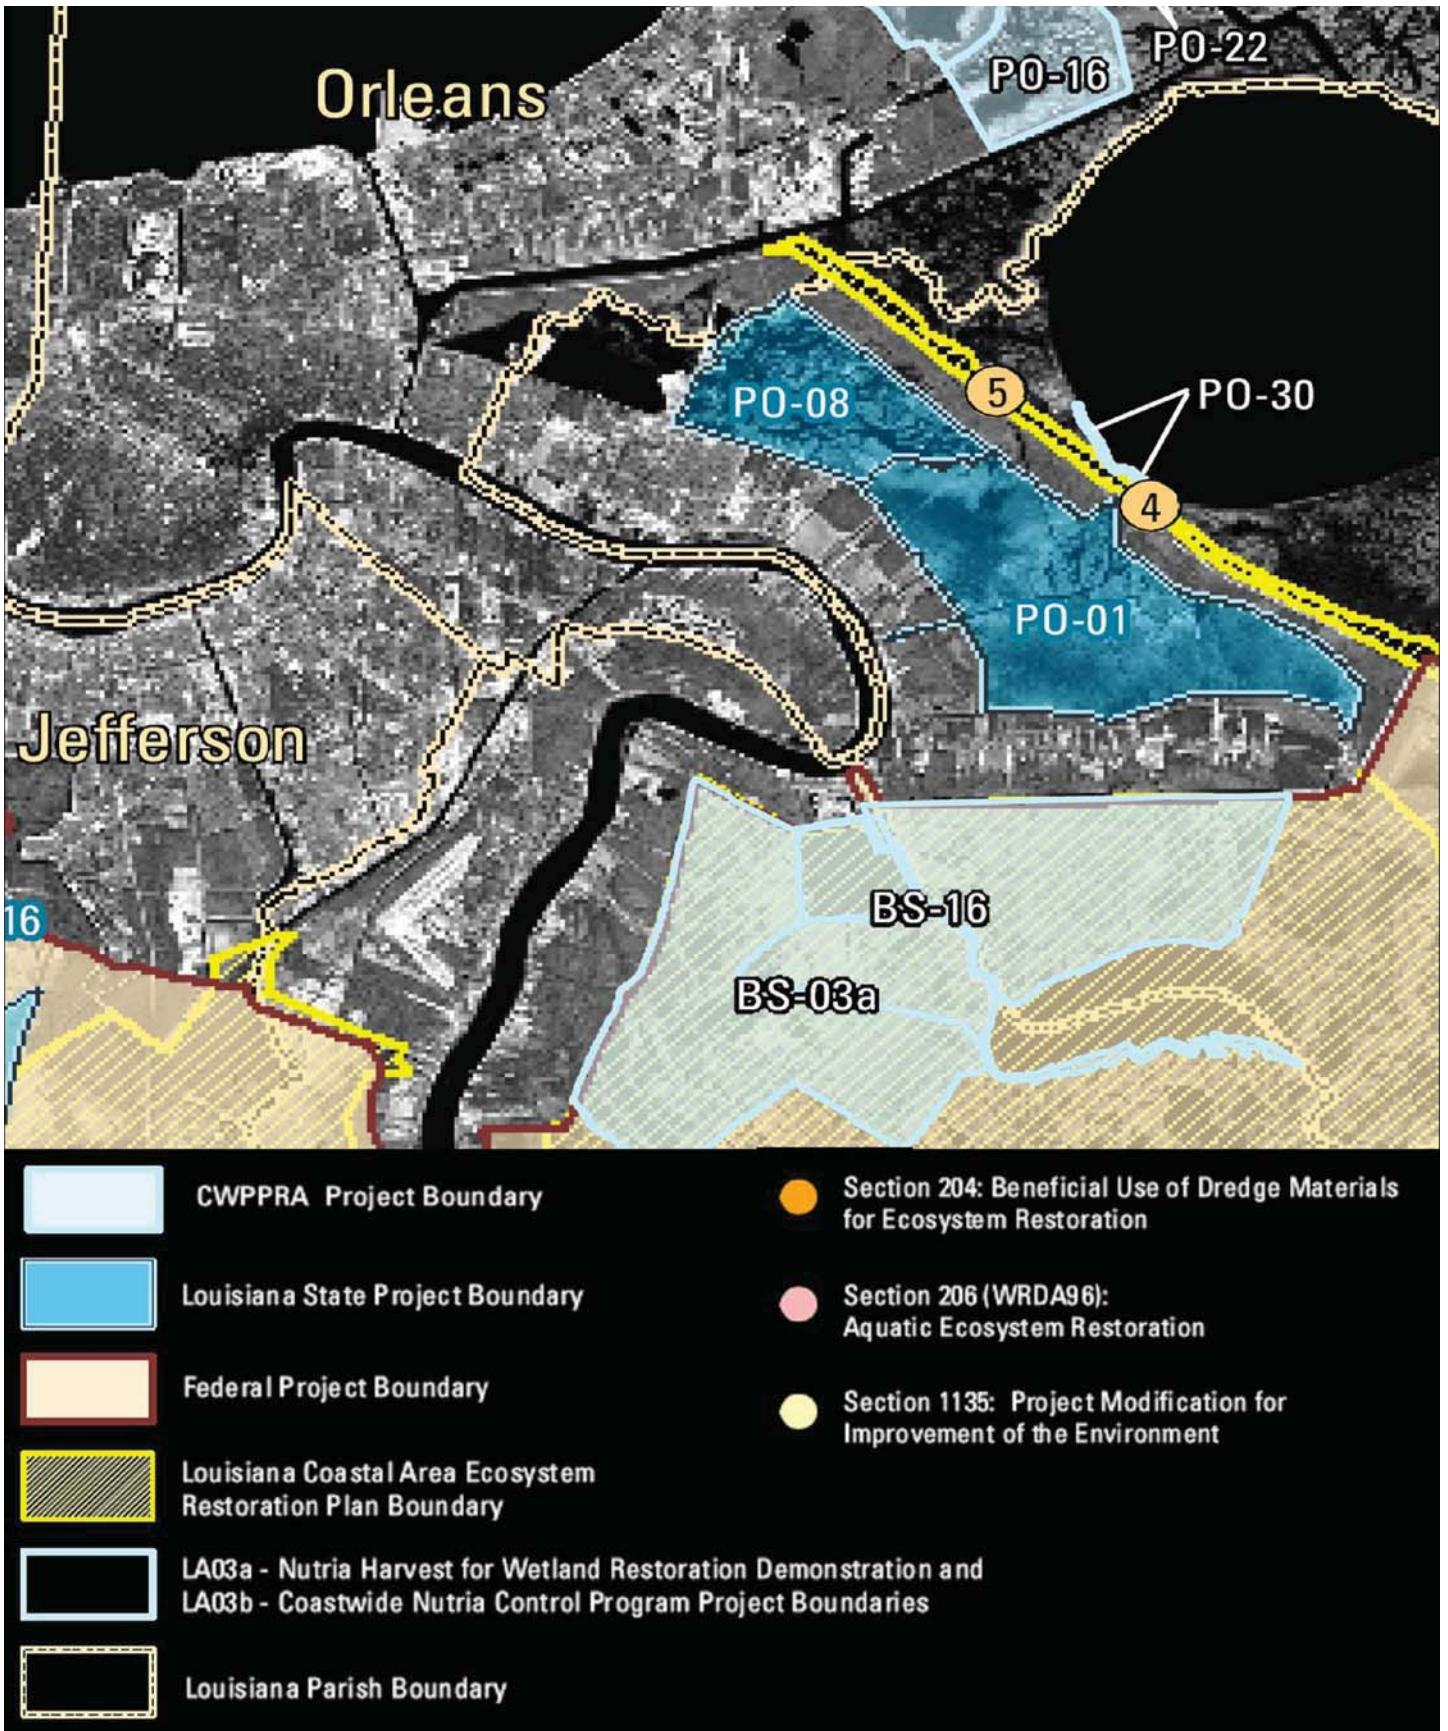 PO-22
PO-16
Orleans
5
PO-30
PO-08
4
PO-01
Jefferson
BS-16
16
BS-03a
CWPPRA Project Boundary
Louisiana State Project Boundary
Federal Project Boundary
Louisiana Coastal Area Ecosystem
Restoration Plan Boundary
LA03a - Nutria Harvest for Wetland Restoration Demonstration and
LA03b - Coastwide Nutria Control Program Project Boundaries
Louisiana Parish Boundary
Section 204: Beneficial Use of Dredge Materials
for Ecosystem Restoration
Section 206 (WRDA96):
Aquatic Ecosystem Restoration
Section 1135: Project Modification for
Improvement of the Environment